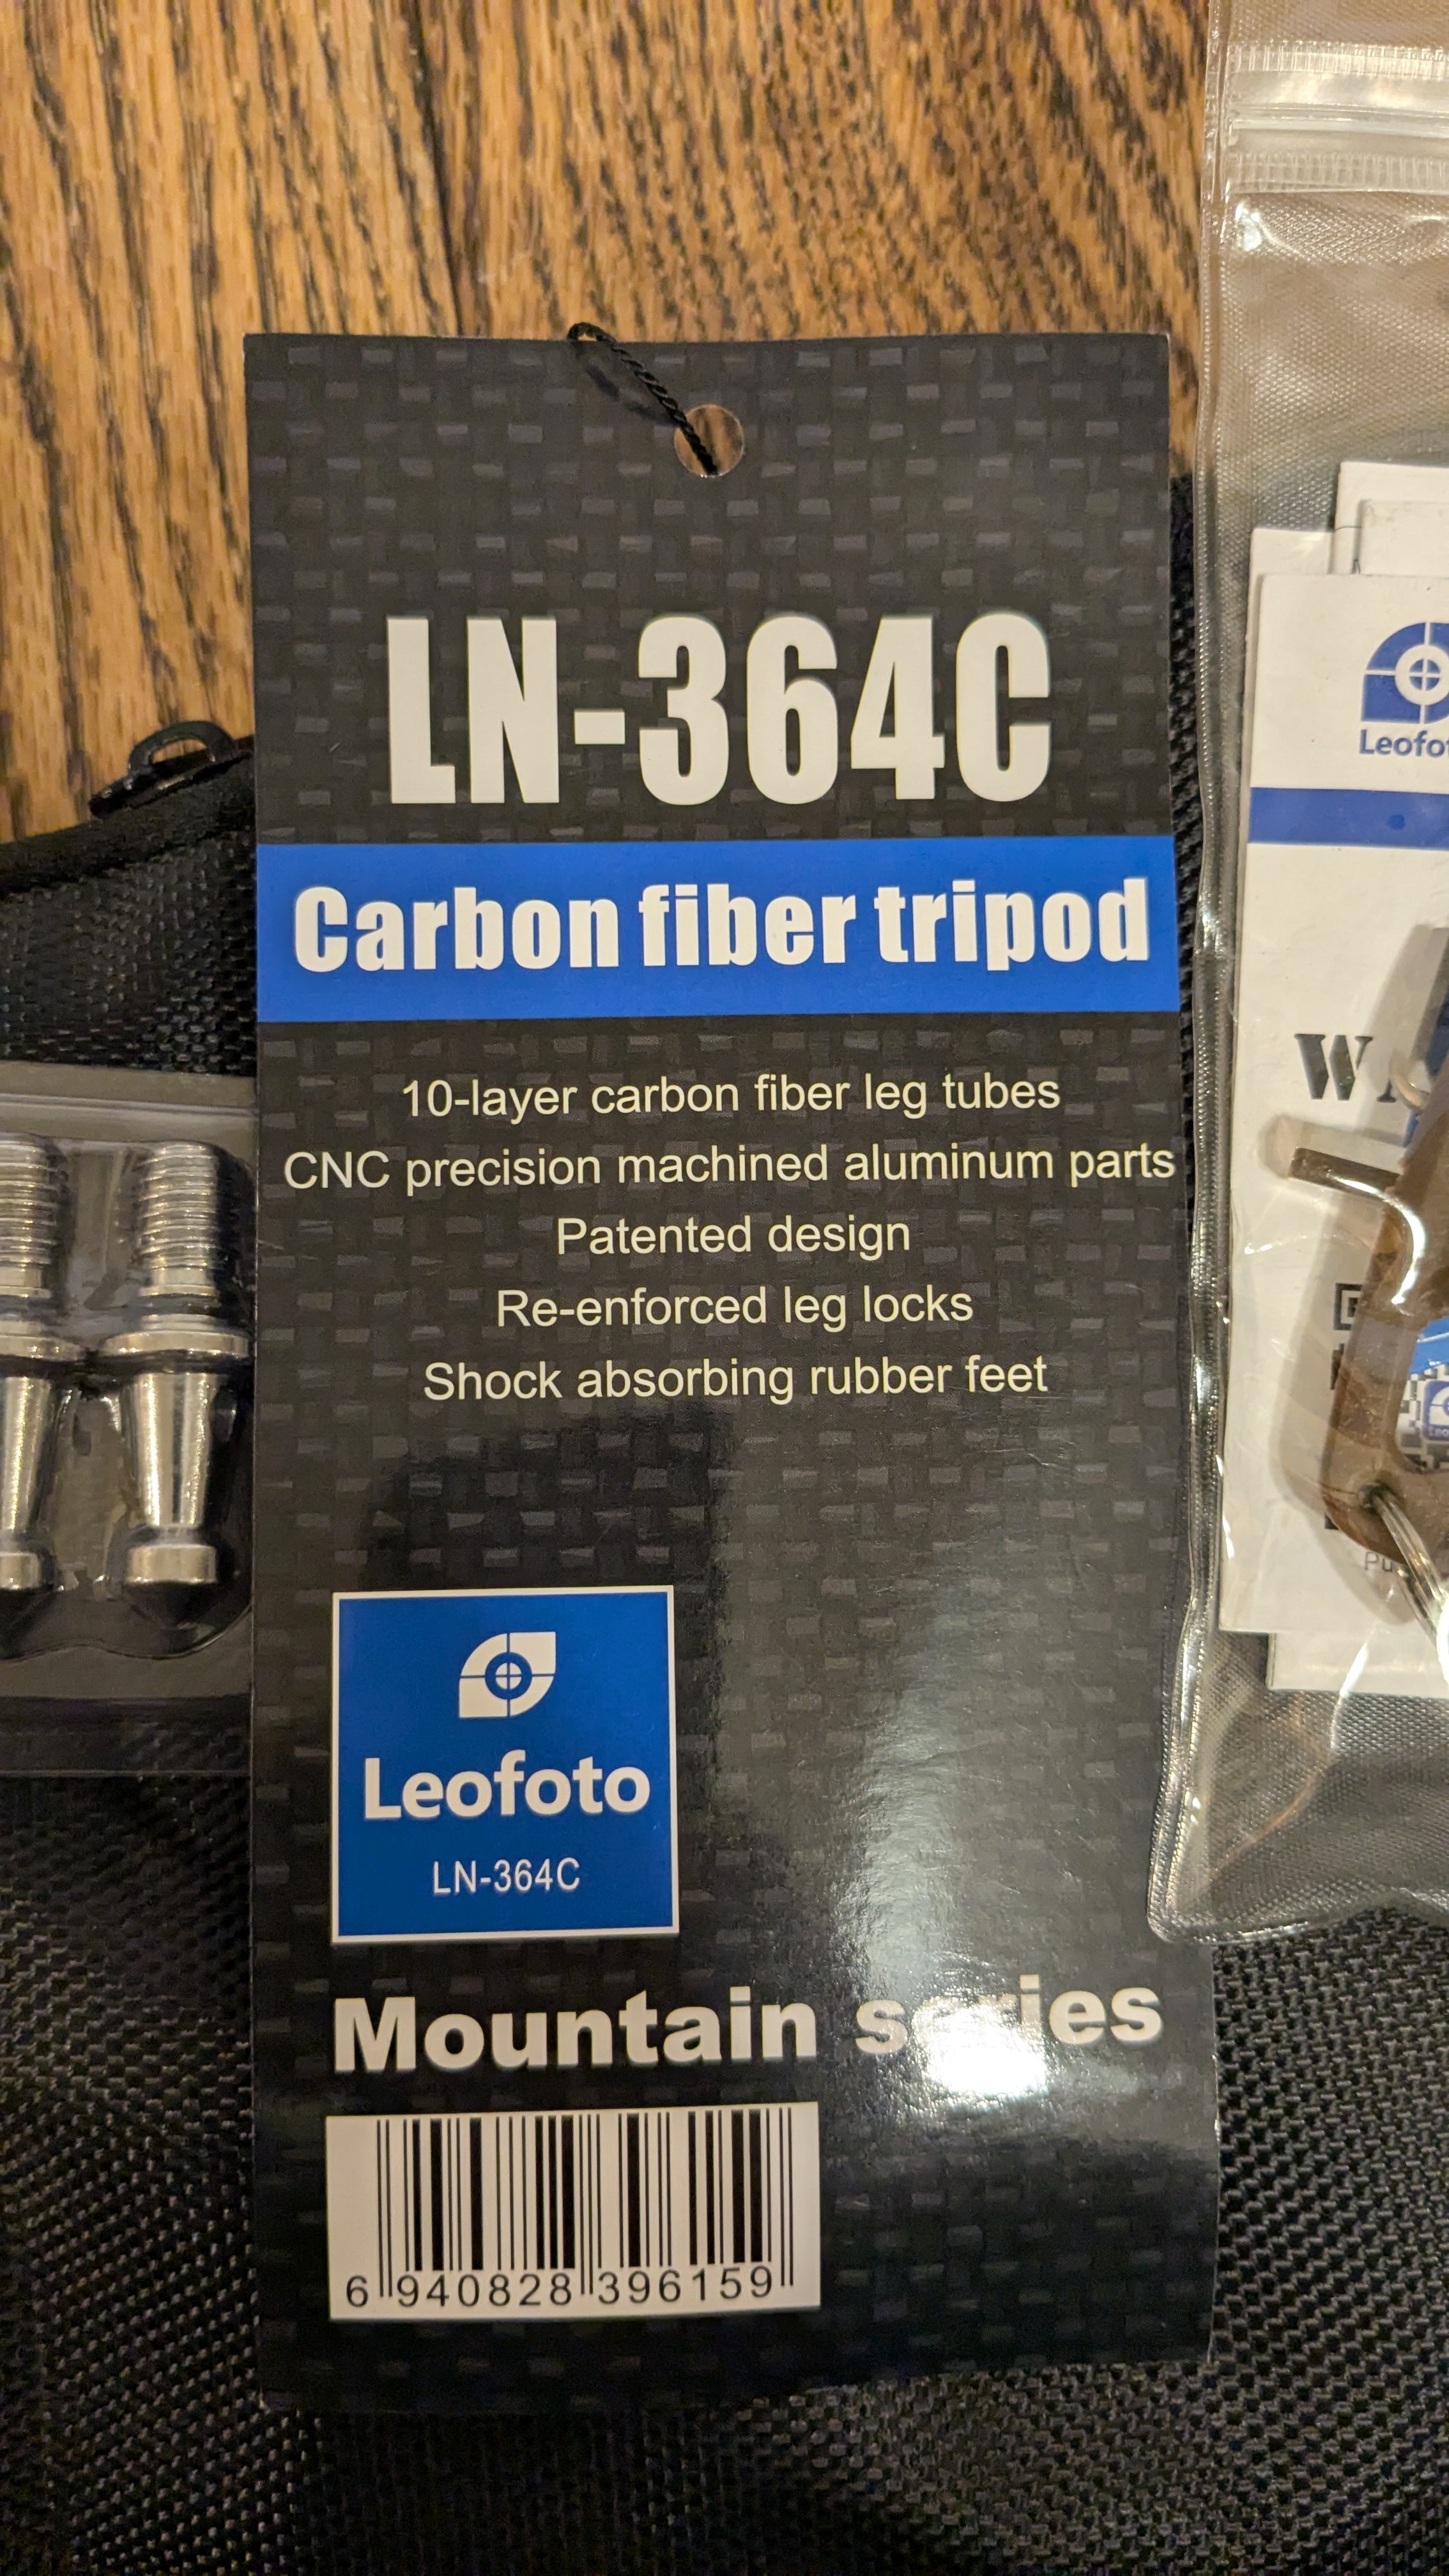 LN-364C
Carbon fiber tripod
10-layer carbon fiber leg tubes
CNC precision machined aluminum parts
Patented design
Re-enforced leg locks
Shock absorbing rubber feet
Leofoto
LN-364C
Mountain series
6 940828 396159